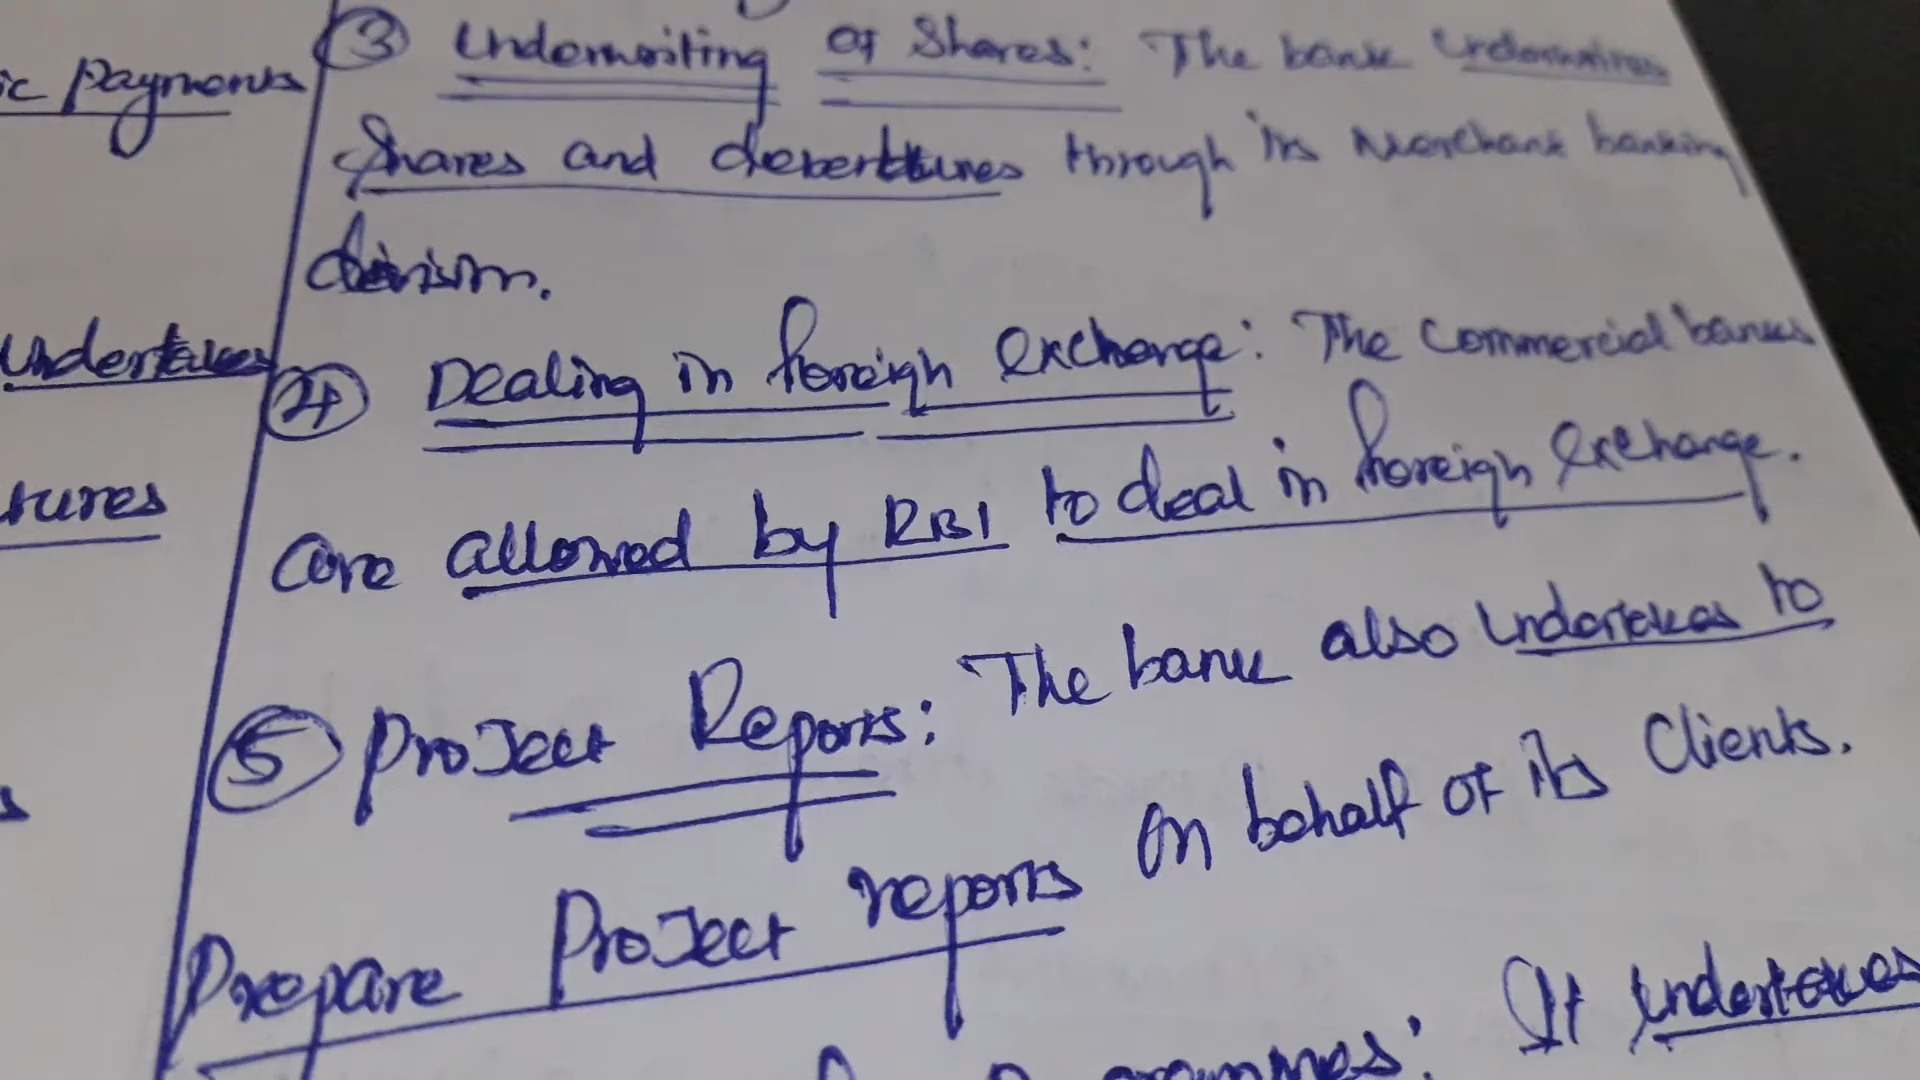 ic payments
undertakes
tures
s
③ Underwriting of Shares: The bank underwrites
Shares and debentures through its Merchant banking
division.
④ Dealing in foreign exchange: The Commercial banks
are allowed by RBI to deal in foreign exchange.
⑤ Project Reports: The bank also undertakes to
Prepare Project reports on behalf of its Clients.
It undertakes